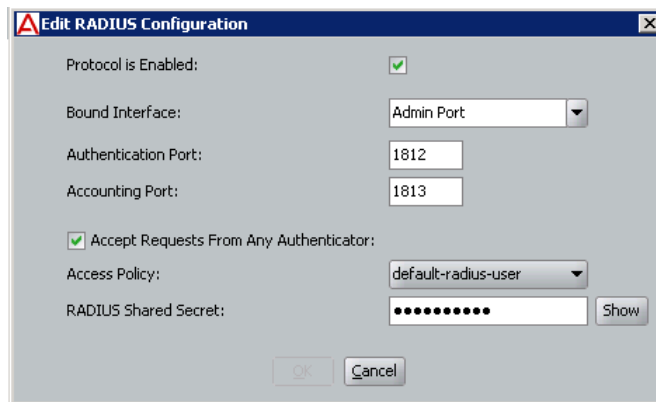 Edit RADIUS Configuration
Protocol is Enabled:
Bound Interface: Admin Port
Authentication Port: 1812
Accounting Port: 1813
Accept Requests From Any Authenticator:
Access Policy: default-radius-user
RADIUS Shared Secret: ●●●●●●●●●● Show
OK Cancel